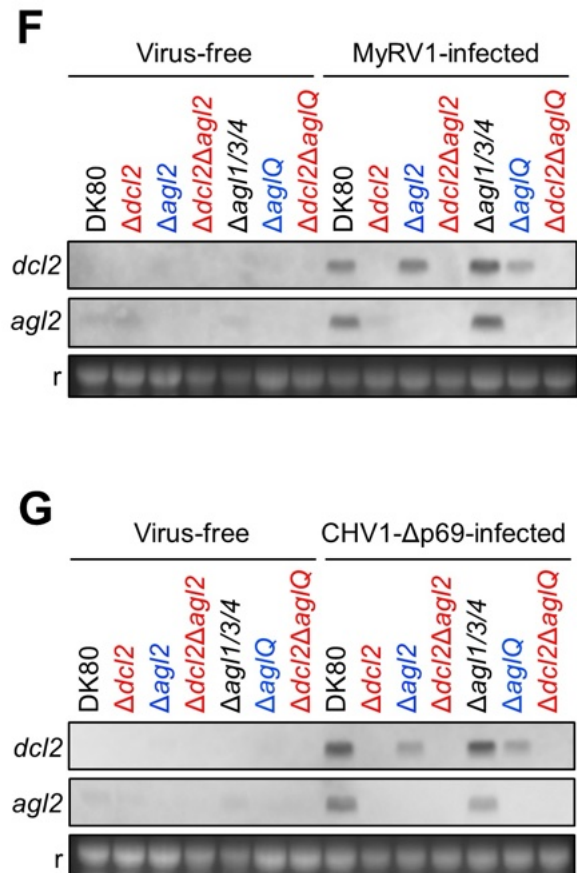 F
Virus-free MyRV1-infected
DK80 Δdcl2 Δagl2 Δdcl2Δagl2 Δagl1/3/4 ΔaglQ Δdcl2ΔaglQ DK80 Δdcl2 Δagl2 Δdcl2Δagl2 Δagl1/3/4 ΔaglQ Δdcl2ΔaglQ
dcl2
agl2
r
G
Virus-free CHV1-Δp69-infected
DK80 Δdcl2 Δagl2 Δdcl2Δagl2 Δagl1/3/4 ΔaglQ Δdcl2ΔaglQ DK80 Δdcl2 Δagl2 Δdcl2Δagl2 Δagl1/3/4 ΔaglQ Δdcl2ΔaglQ
dcl2
agl2
r